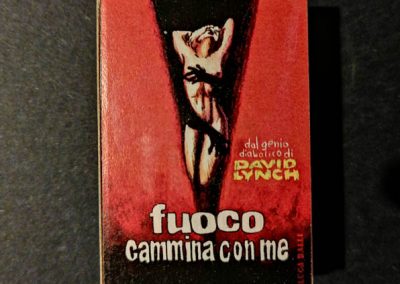 dal genio
diabolico di
DAVID
LYNCH
fuoco
cammina con me